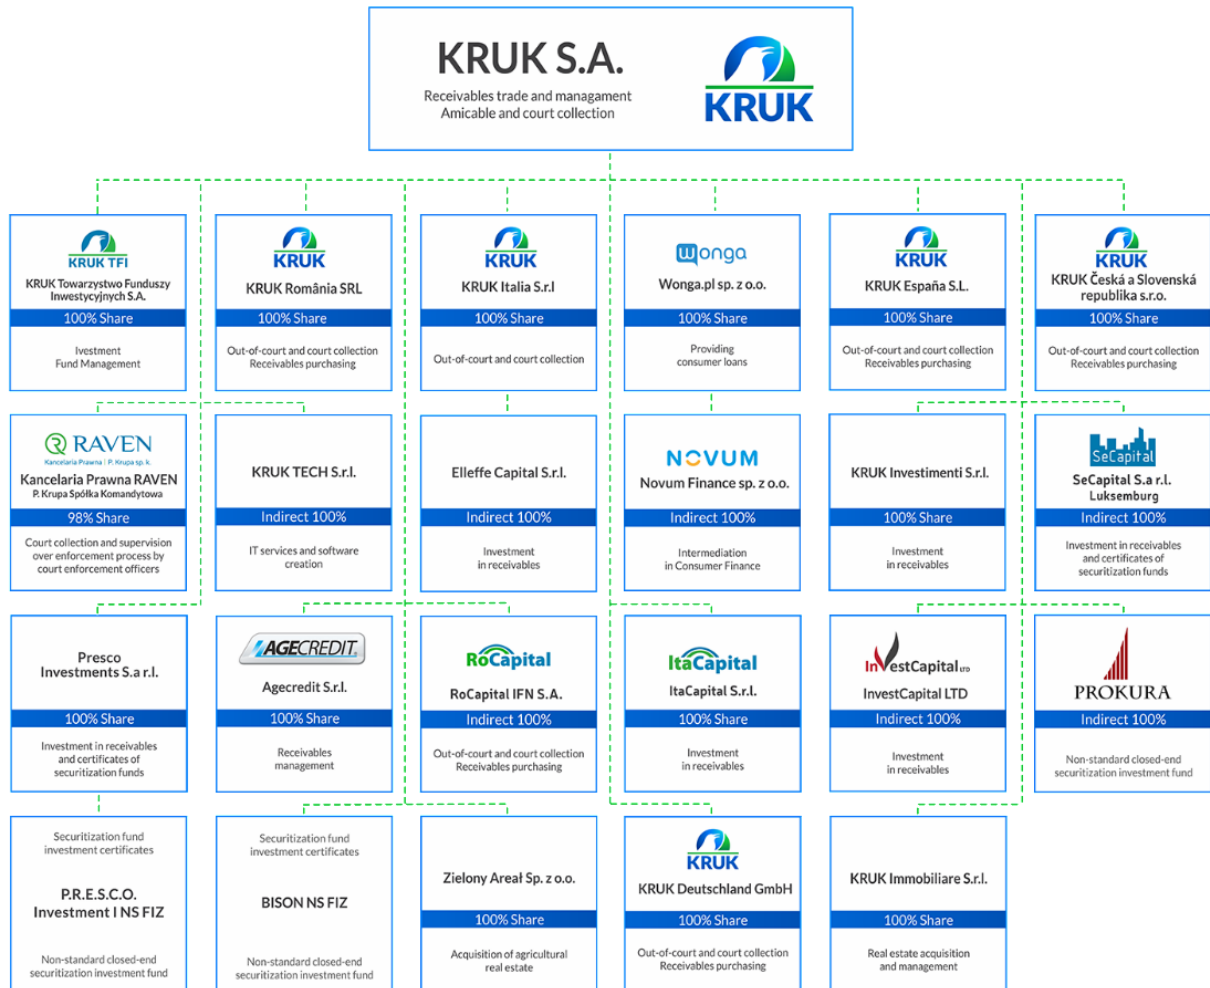 KRUK S.A.
Receivables trade and managament
Amicable and court collection
KRUK
KRUK TFI
KRUK Towarzystwo Funduszy
Inwestycyjnych S.A.
100% Share
Ivestment
Fund Management
KRUK
KRUK România SRL
100% Share
Out-of-court and court collection
Receivables purchasing
KRUK
KRUK Italia S.r.l
100% Share
Out-of-court and court collection
wonga
Wonga.pl sp. z o.o.
100% Share
Providing
consumer loans
KRUK
KRUK España S.L.
100% Share
Out-of-court and court collection
Receivables purchasing
KRUK
KRUK Česká a Slovenská
republika s.r.o.
100% Share
Out-of-court and court collection
Receivables purchasing
RAVEN
Kancelaria Prawna | P. Krupa sp. k.
Kancelaria Prawna RAVEN
P. Krupa Spółka Komandytowa
98% Share
Court collection and supervision
over enforcement process by
court enforcement officers
KRUK TECH S.r.l.
Indirect 100%
IT services and software
creation
Elleffe Capital S.r.l.
Indirect 100%
Investment
in receivables
NOVUM
Novum Finance sp. z o.o.
Indirect 100%
Intermediation
in Consumer Finance
KRUK Investimenti S.r.l.
100% Share
Investment
in receivables
SeCapital
SeCapital S.a r.l.
Luksemburg
Indirect 100%
Investment in receivables
and certificates of
securitization funds
Presco
Investments S.a r.l.
100% Share
Investment in receivables
and certificates of
securitization funds
AGECREDIT
Agecredit S.r.l.
100% Share
Receivables
management
RoCapital
RoCapital IFN S.A.
Indirect 100%
Out-of-court and court collection
Receivables purchasing
ItaCapital
ItaCapital S.r.l.
100% Share
Investment
in receivables
InvestCapital LTD
InvestCapital LTD
Indirect 100%
Investment
in receivables
PROKURA
Indirect 100%
Non-standard closed-end
securitization investment fund
Securitization fund
investment certificates
P.R.E.S.C.O.
Investment I NS FIZ
Non-standard closed-end
securitization investment fund
Securitization fund
investment certificates
BISON NS FIZ
Non-standard closed-end
securitization investment fund
Zielony Areał Sp. z o.o.
100% Share
Acquisition of agricultural
real estate
KRUK
KRUK Deutschland GmbH
100% Share
Out-of-court and court collection
Receivables purchasing
KRUK Immobiliare S.r.l.
100% Share
Real estate acquisition
and management